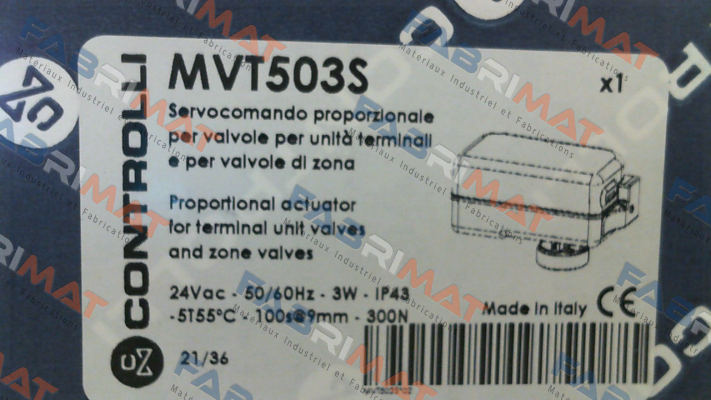 CONTROLLI
MVT503S
x1
Servocomando proporzionale
per valvole per unità terminali
e per valvole di zona
Proportional actuator
for terminal unit valves
and zone valves
24Vac - 50/60Hz - 3W - IP43
-5T55°C - 100s@9mm - 300N
Made in Italy CE
21/36
FABRIMAT
Materiaux Industriel et Fabrications